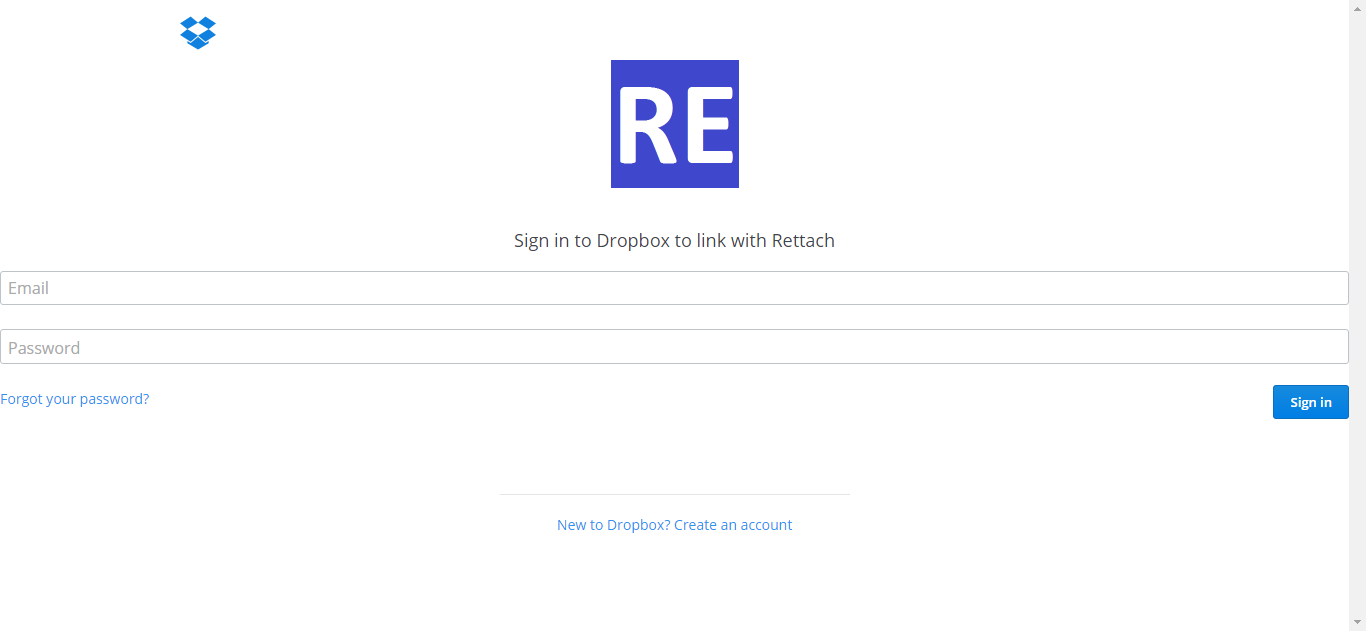 RE
Sign in to Dropbox to link with Rettach
Email
Password
Forgot your password?
Sign in
New to Dropbox? Create an account